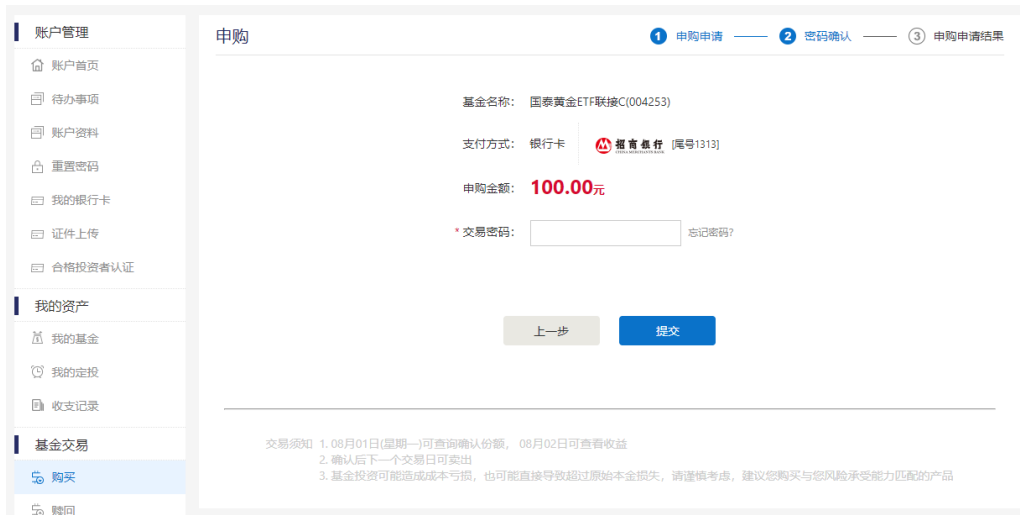 账户管理
账户首页
待办事项
账户资料
重置密码
我的银行卡
证件上传
合格投资者认证
我的资产
我的基金
我的定投
收支记录
基金交易
购买
赎回
申购
1 申购申请
2 密码确认
3 申购申请结果
基金名称： 国泰黄金ETF联接C(004253)
支付方式： 银行卡 招商银行 CHINA MERCHANTS BANK [尾号1313]
申购金额： 100.00元
* 交易密码： 忘记密码?
上一步 提交
交易须知 1. 08月01日(星期一)可查询确认份额， 08月02日可查看收益
2. 确认后下一个交易日可卖出
3. 基金投资可能造成成本亏损，也可能直接导致超过原始本金损失，请谨慎考虑，建议您购买与您风险承受能力匹配的产品